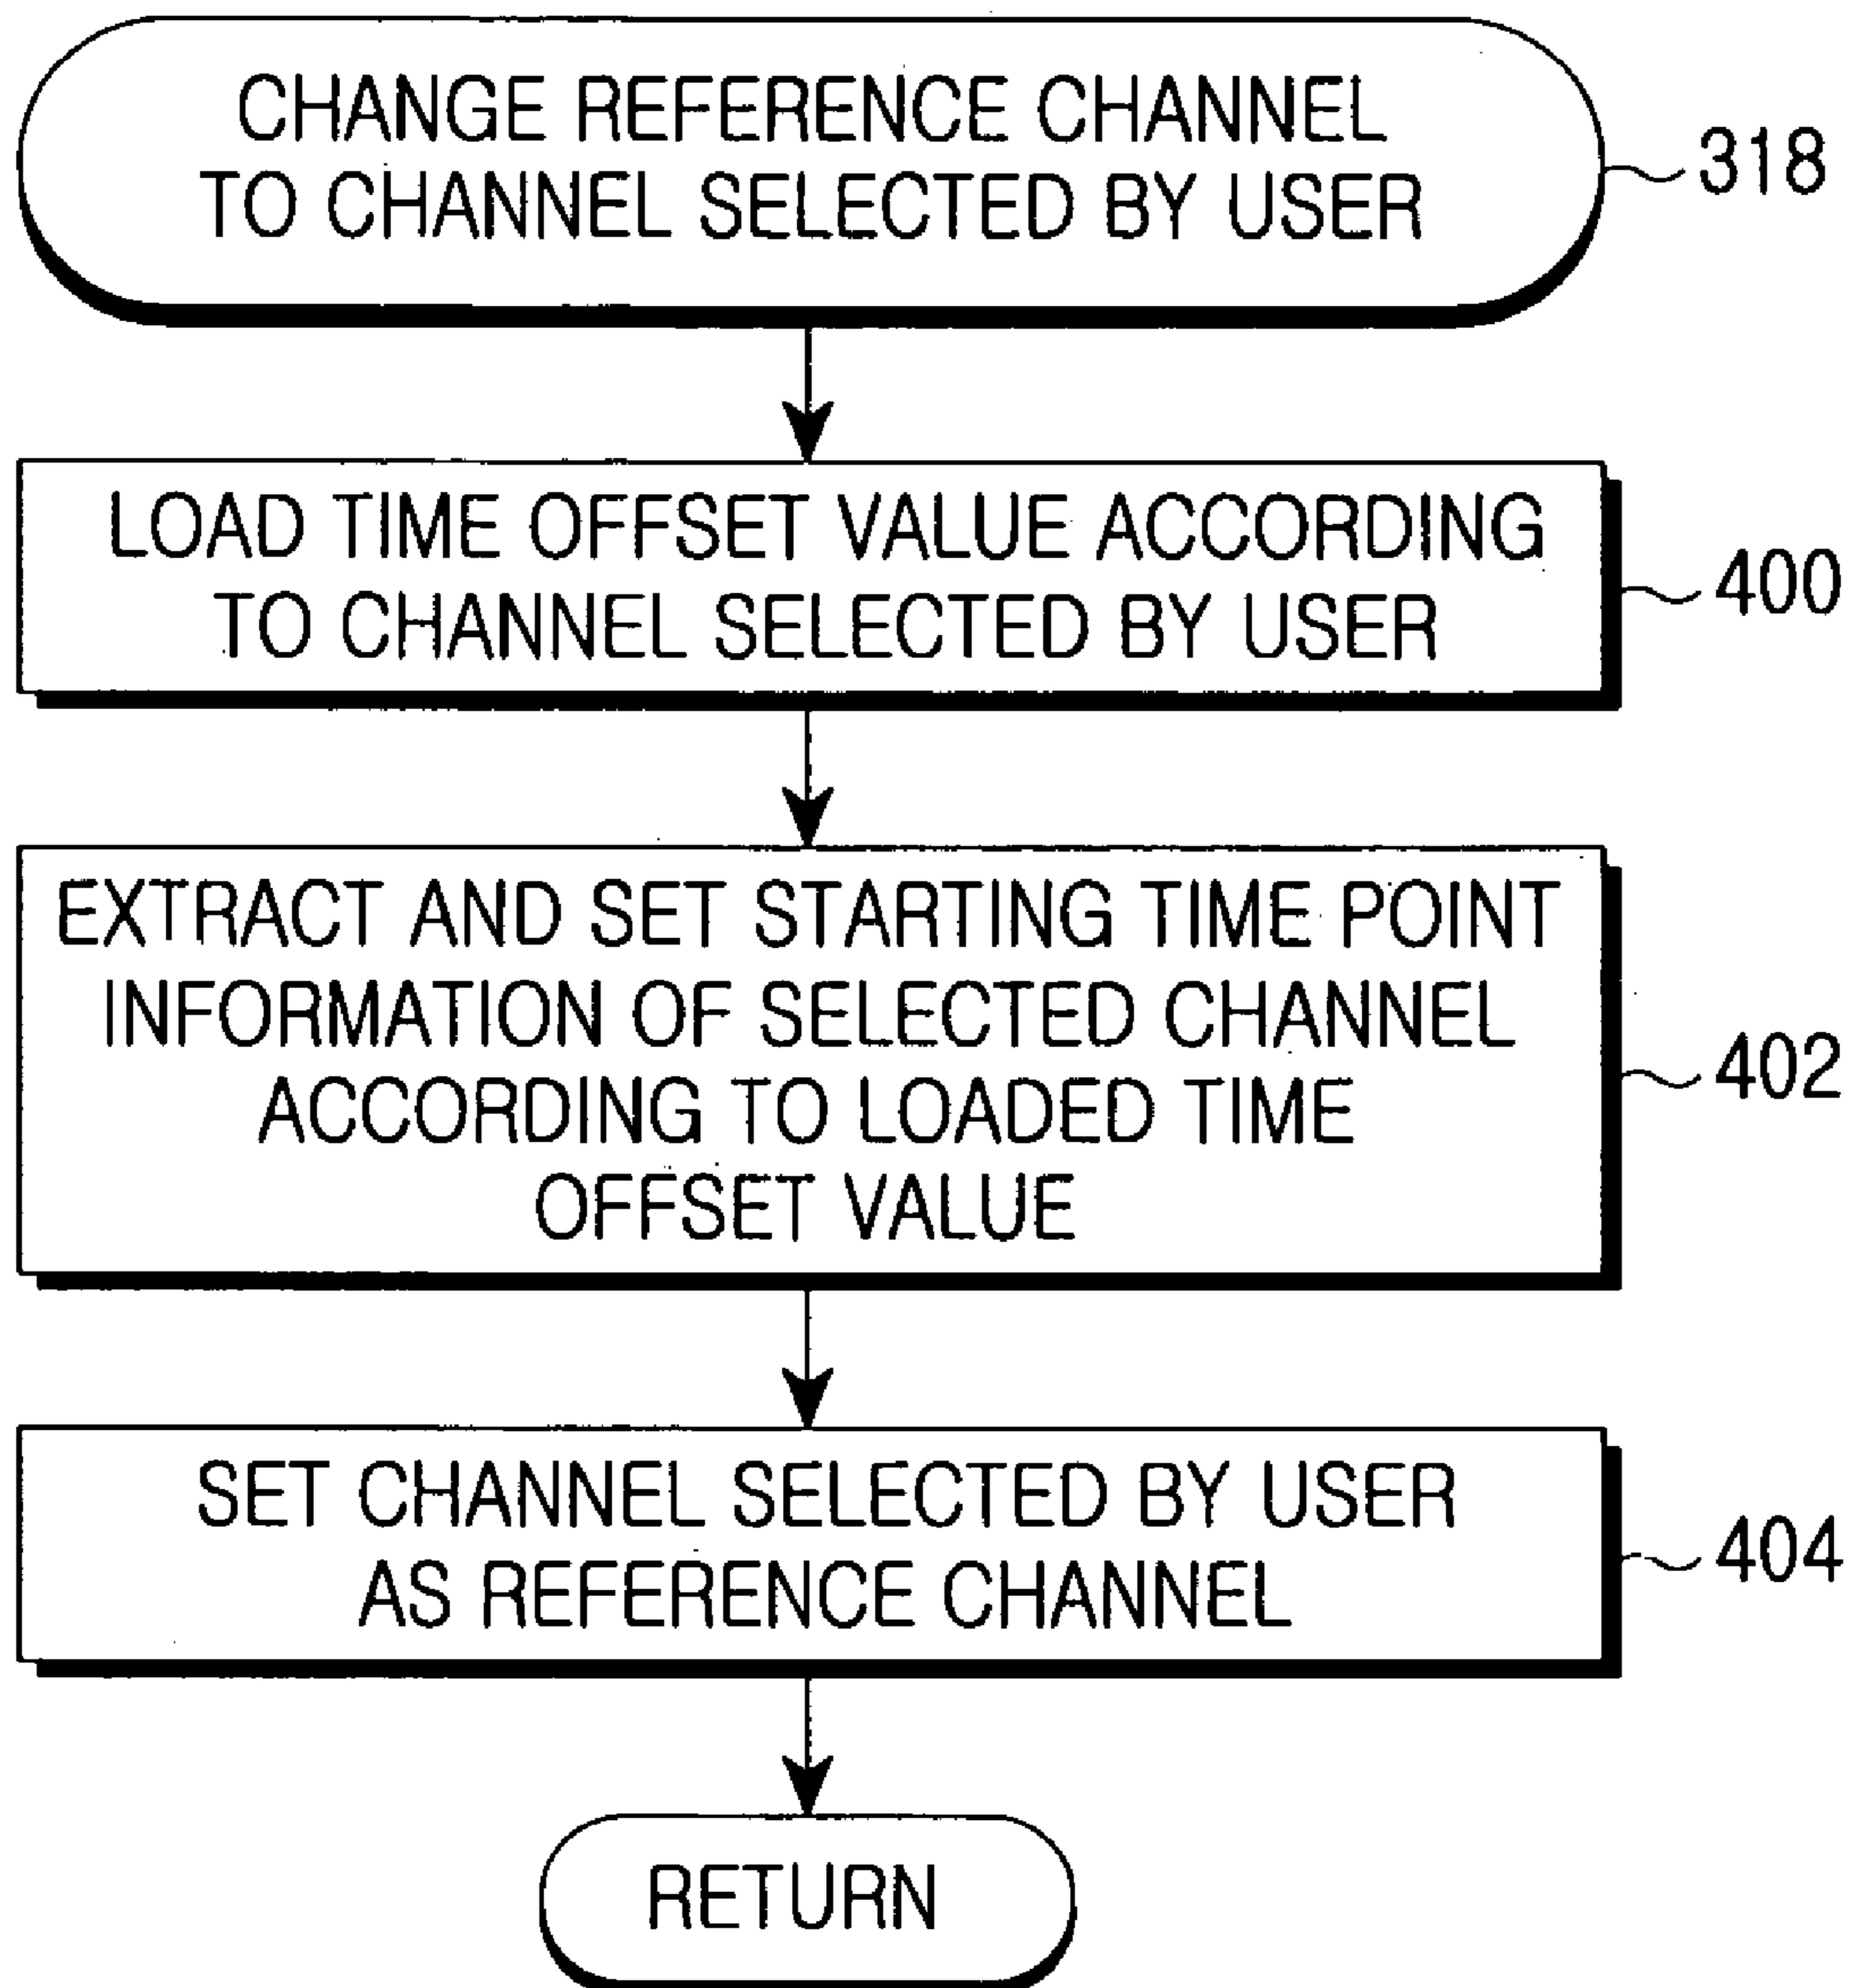 CHANGE REFERENCE CHANNEL
TO CHANNEL SELECTED BY USER
318
LOAD TIME OFFSET VALUE ACCORDING
TO CHANNEL SELECTED BY USER
400
EXTRACT AND SET STARTING TIME POINT
INFORMATION OF SELECTED CHANNEL
ACCORDING TO LOADED TIME
OFFSET VALUE
402
SET CHANNEL SELECTED BY USER
AS REFERENCE CHANNEL
404
RETURN